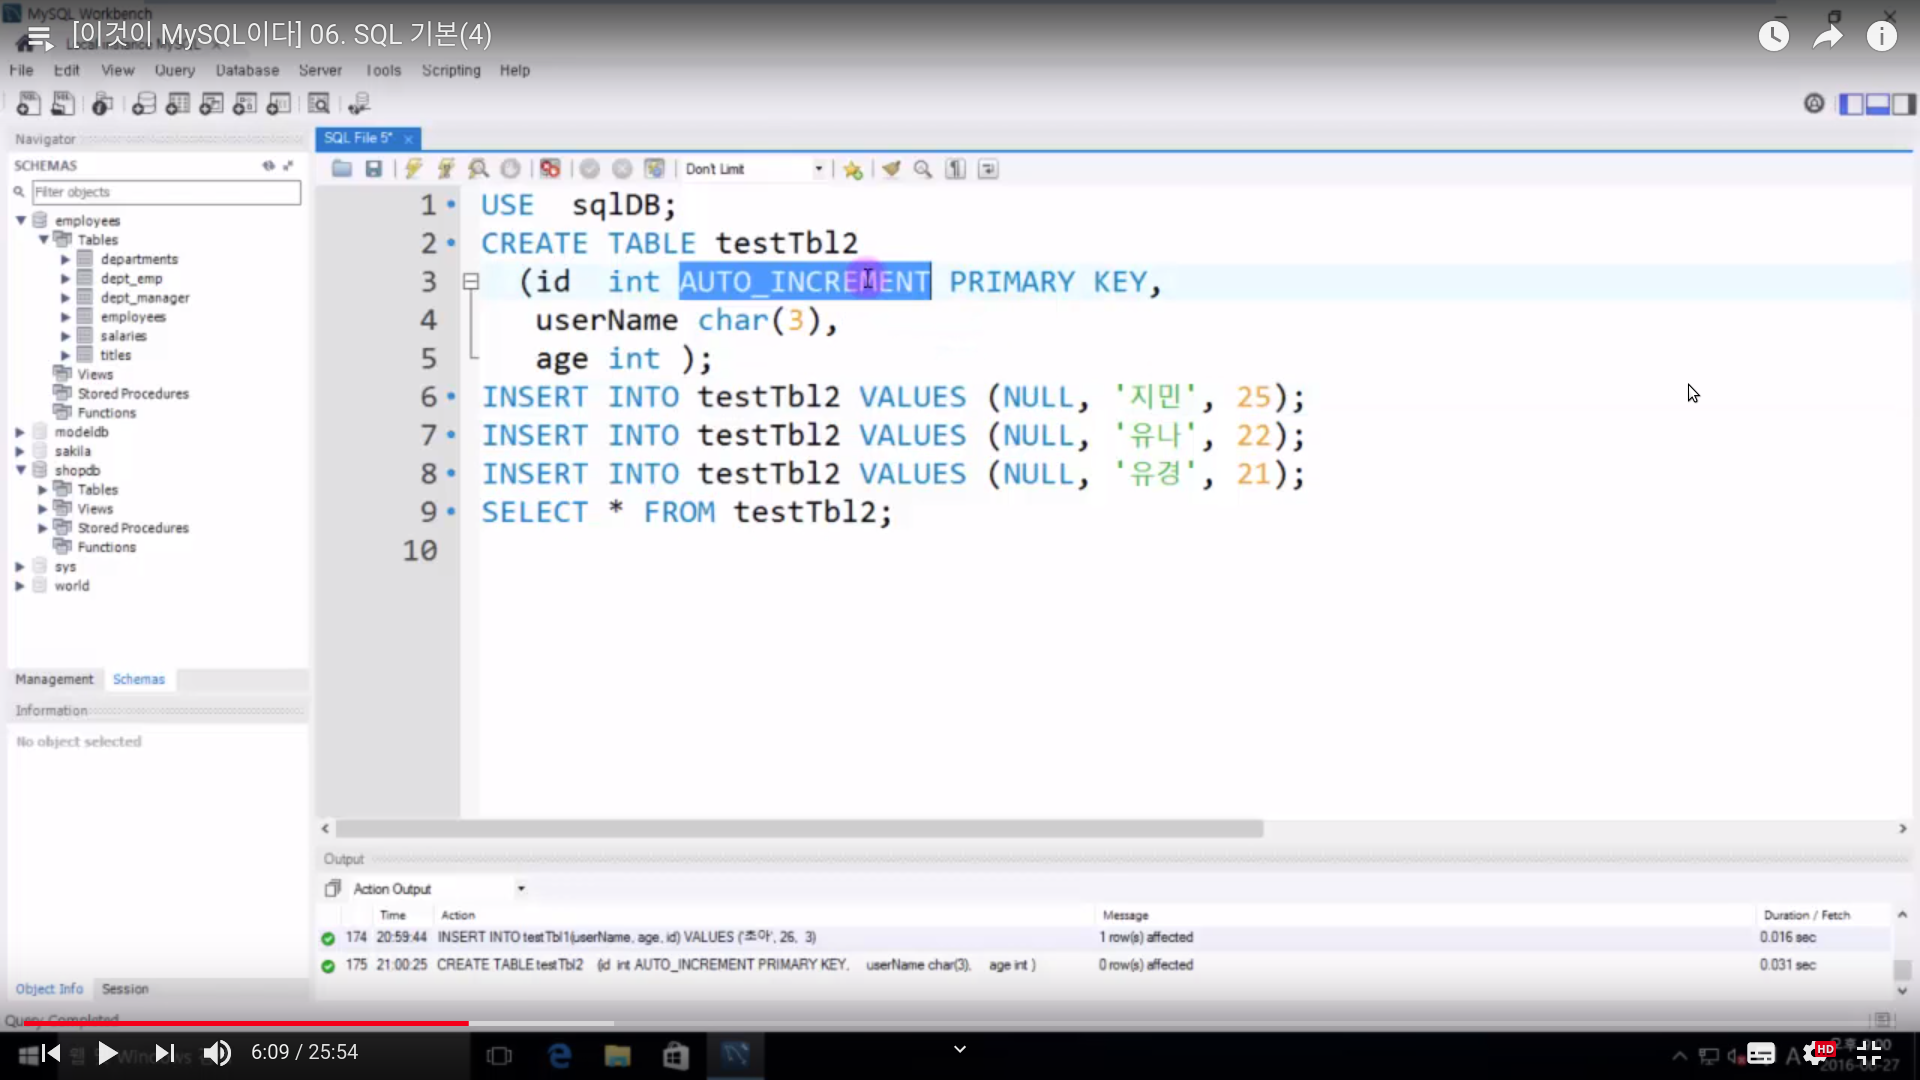 MySQL Workbench
[이것이 MySQL이다] 06. SQL 기본(4)
File Edit View Query Database Server Tools Scripting Help
Navigator
SQL File 5*
SCHEMAS
Don't Limit
Filter objects
employees
Tables
departments
dept_emp
dept_manager
employees
salaries
titles
Views
Stored Procedures
Functions
modeldb
sakila
shopdb
Tables
Views
Stored Procedures
Functions
sys
world
Management Schemas
Information
No object selected
1 USE sqlDB;
2 CREATE TABLE testTbl2
3 (id int AUTO_INCREMENT PRIMARY KEY,
4 userName char(3),
5 age int );
6 INSERT INTO testTbl2 VALUES (NULL, '지민', 25);
7 INSERT INTO testTbl2 VALUES (NULL, '유나', 22);
8 INSERT INTO testTbl2 VALUES (NULL, '유경', 21);
9 SELECT * FROM testTbl2;
10
Output
Action Output
Time Action Message Duration / Fetch
174 20:59:44 INSERT INTO testTbl1(userName, age, id) VALUES ('초아', 26, 3) 1 row(s) affected 0.016 sec
175 21:00:25 CREATE TABLE testTbl2 (id int AUTO_INCREMENT PRIMARY KEY, userName char(3), age int ) 0 row(s) affected 0.031 sec
Object Info Session
Query Completed
6:09 / 25:54
HD